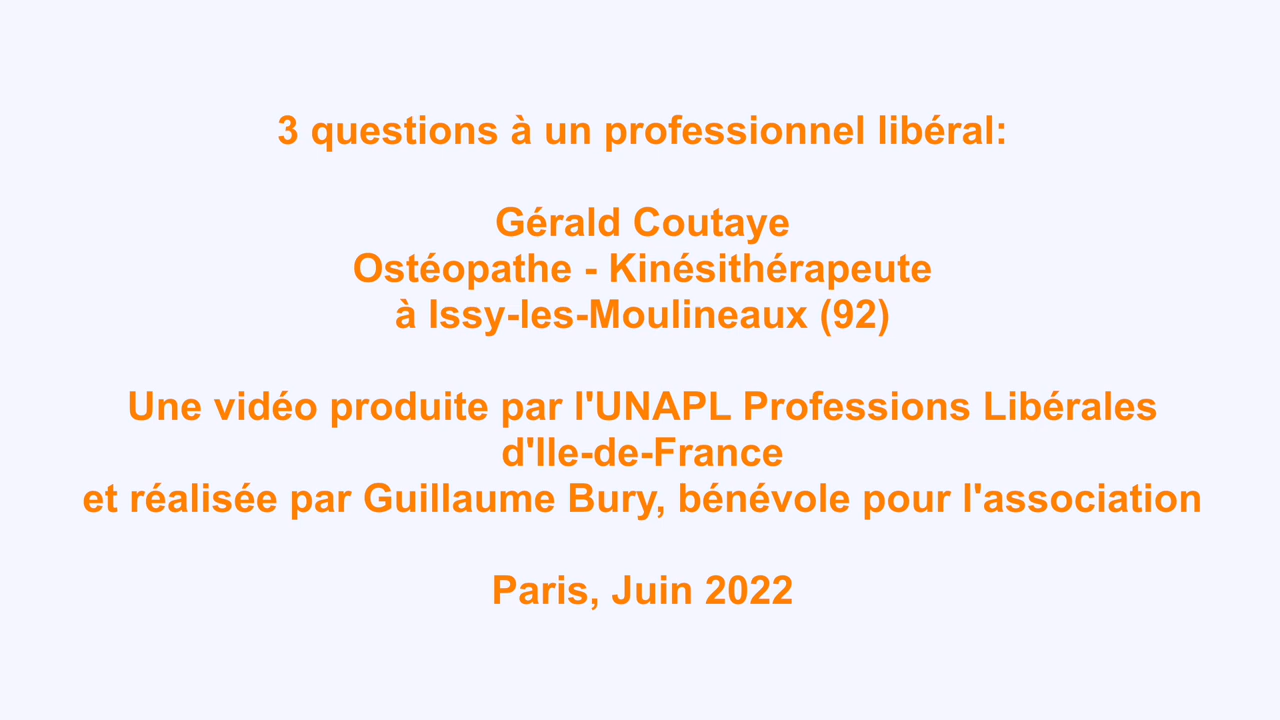 3 questions à un professionnel libéral:
Gérald Coutaye
Ostéopathe - Kinésithérapeute
à Issy-les-Moulineaux (92)
Une vidéo produite par l'UNAPL Professions Libérales
d'Ile-de-France
et réalisée par Guillaume Bury, bénévole pour l'association
Paris, Juin 2022